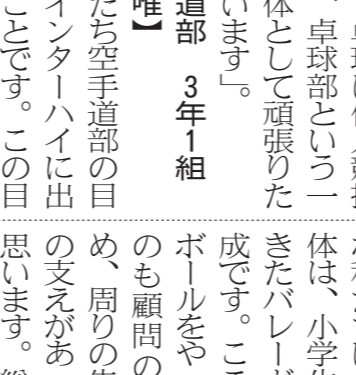 、卓球部という一
体として頑張りた
います」。
道部　3年1組
唯】
たち空手道部の目
インターハイに出
ことです。この目
体は、小学生
きたバレーボ
成です。こ
ボールをや
のも顧問の
め、周りの
の支えがあ
思います。